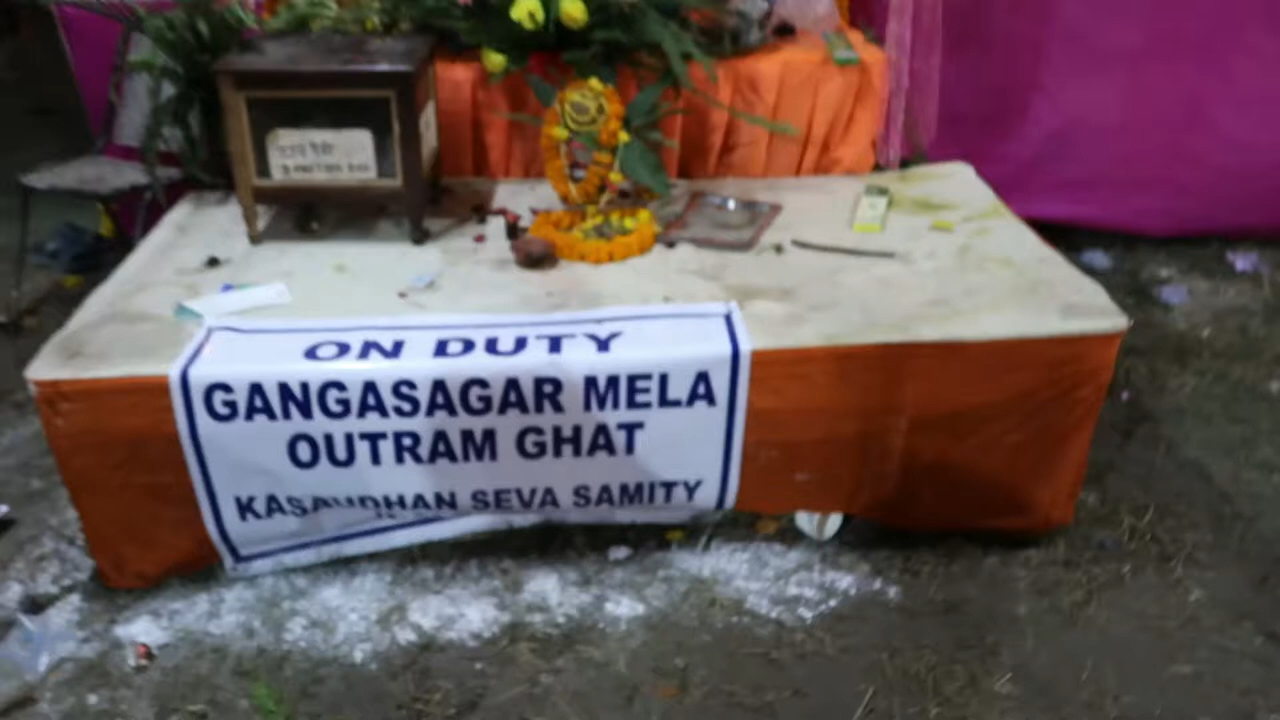 ON DUTY
GANGASAGAR MELA
OUTRAM GHAT
KASAUDHAN SEVA SAMITY